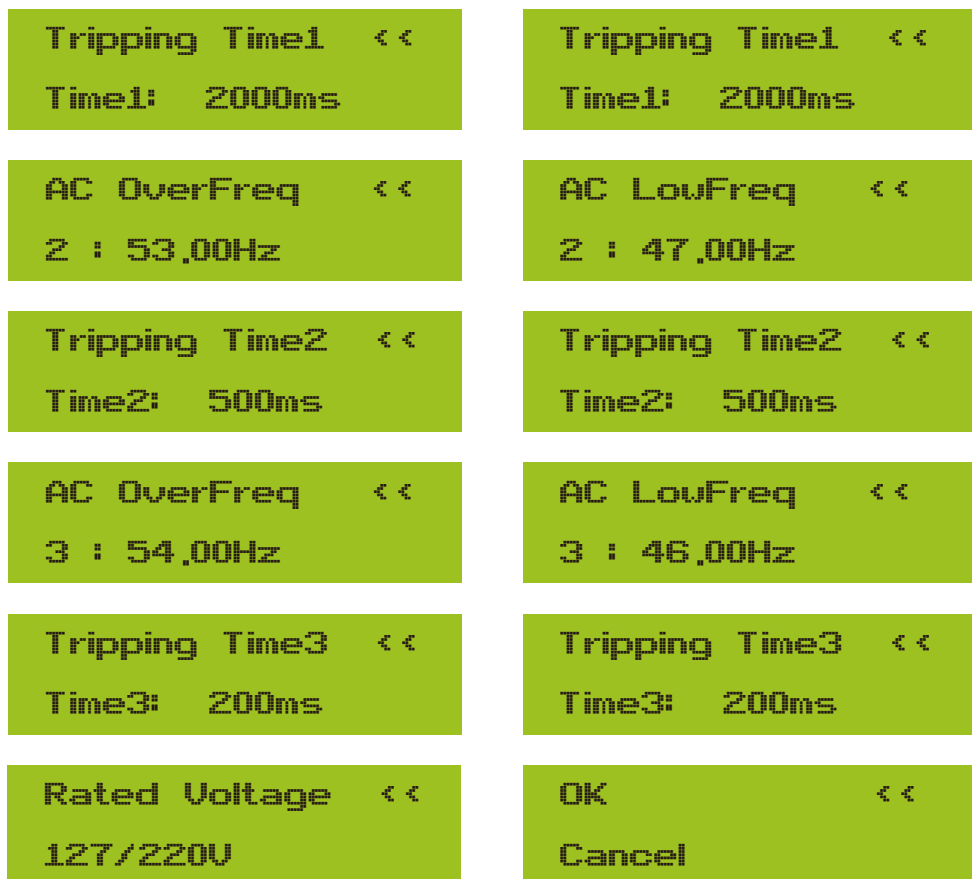 Tripping Time1 <<
Time1: 2000ms
Tripping Time1 <<
Time1: 2000ms
AC OverFreq <<
2 : 53.00Hz
AC LowFreq <<
2 : 47.00Hz
Tripping Time2 <<
Time2: 500ms
Tripping Time2 <<
Time2: 500ms
AC OverFreq <<
3 : 54.00Hz
AC LowFreq <<
3 : 46.00Hz
Tripping Time3 <<
Time3: 200ms
Tripping Time3 <<
Time3: 200ms
Rated Voltage <<
127/220V
OK <<
Cancel